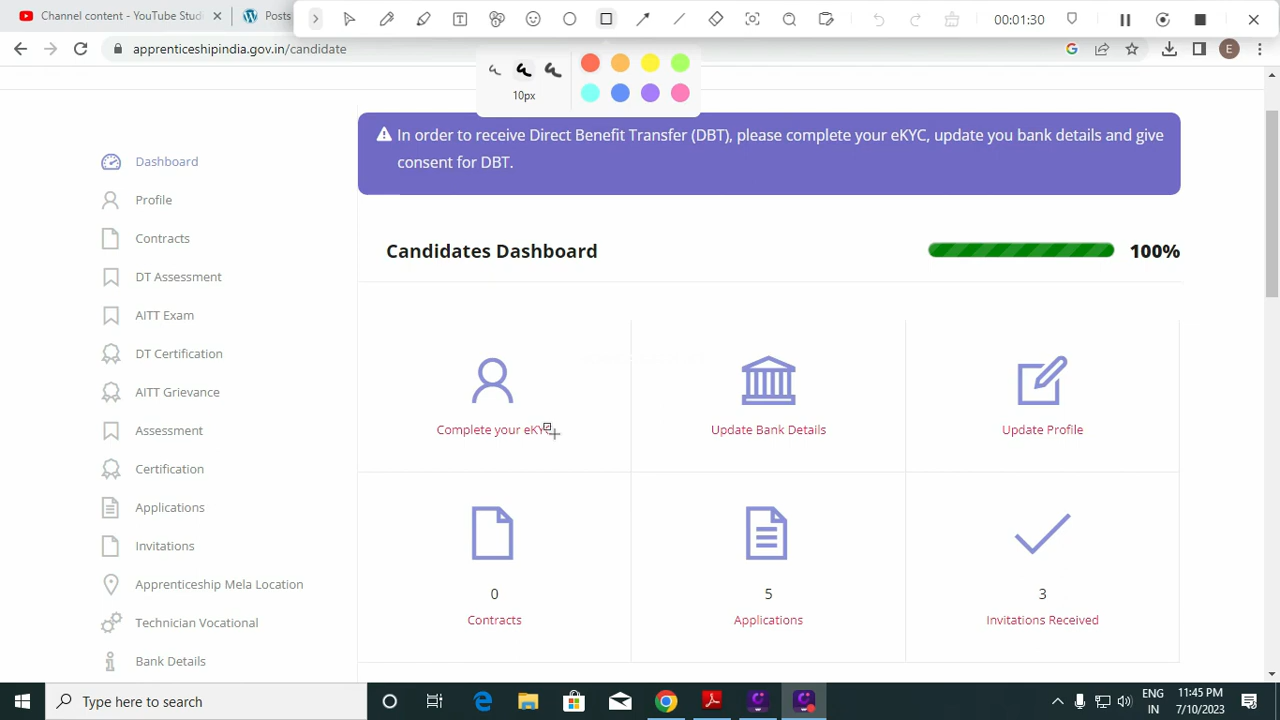 Channel content - YouTube Stud
Posts
00:01:30
apprenticeshipindia.gov.in/candidate
E
10px
In order to receive Direct Benefit Transfer (DBT), please complete your eKYC, update you bank details and give
consent for DBT.
Dashboard
Profile
Contracts
DT Assessment
AITT Exam
DT Certification
AITT Grievance
Assessment
Certification
Applications
Invitations
Apprenticeship Mela Location
Technician Vocational
Bank Details
Candidates Dashboard
100%
Complete your eKYC
Update Bank Details
Update Profile
0
Contracts
5
Applications
3
Invitations Received
Type here to search
ENG
IN
11:45 PM
7/10/2023